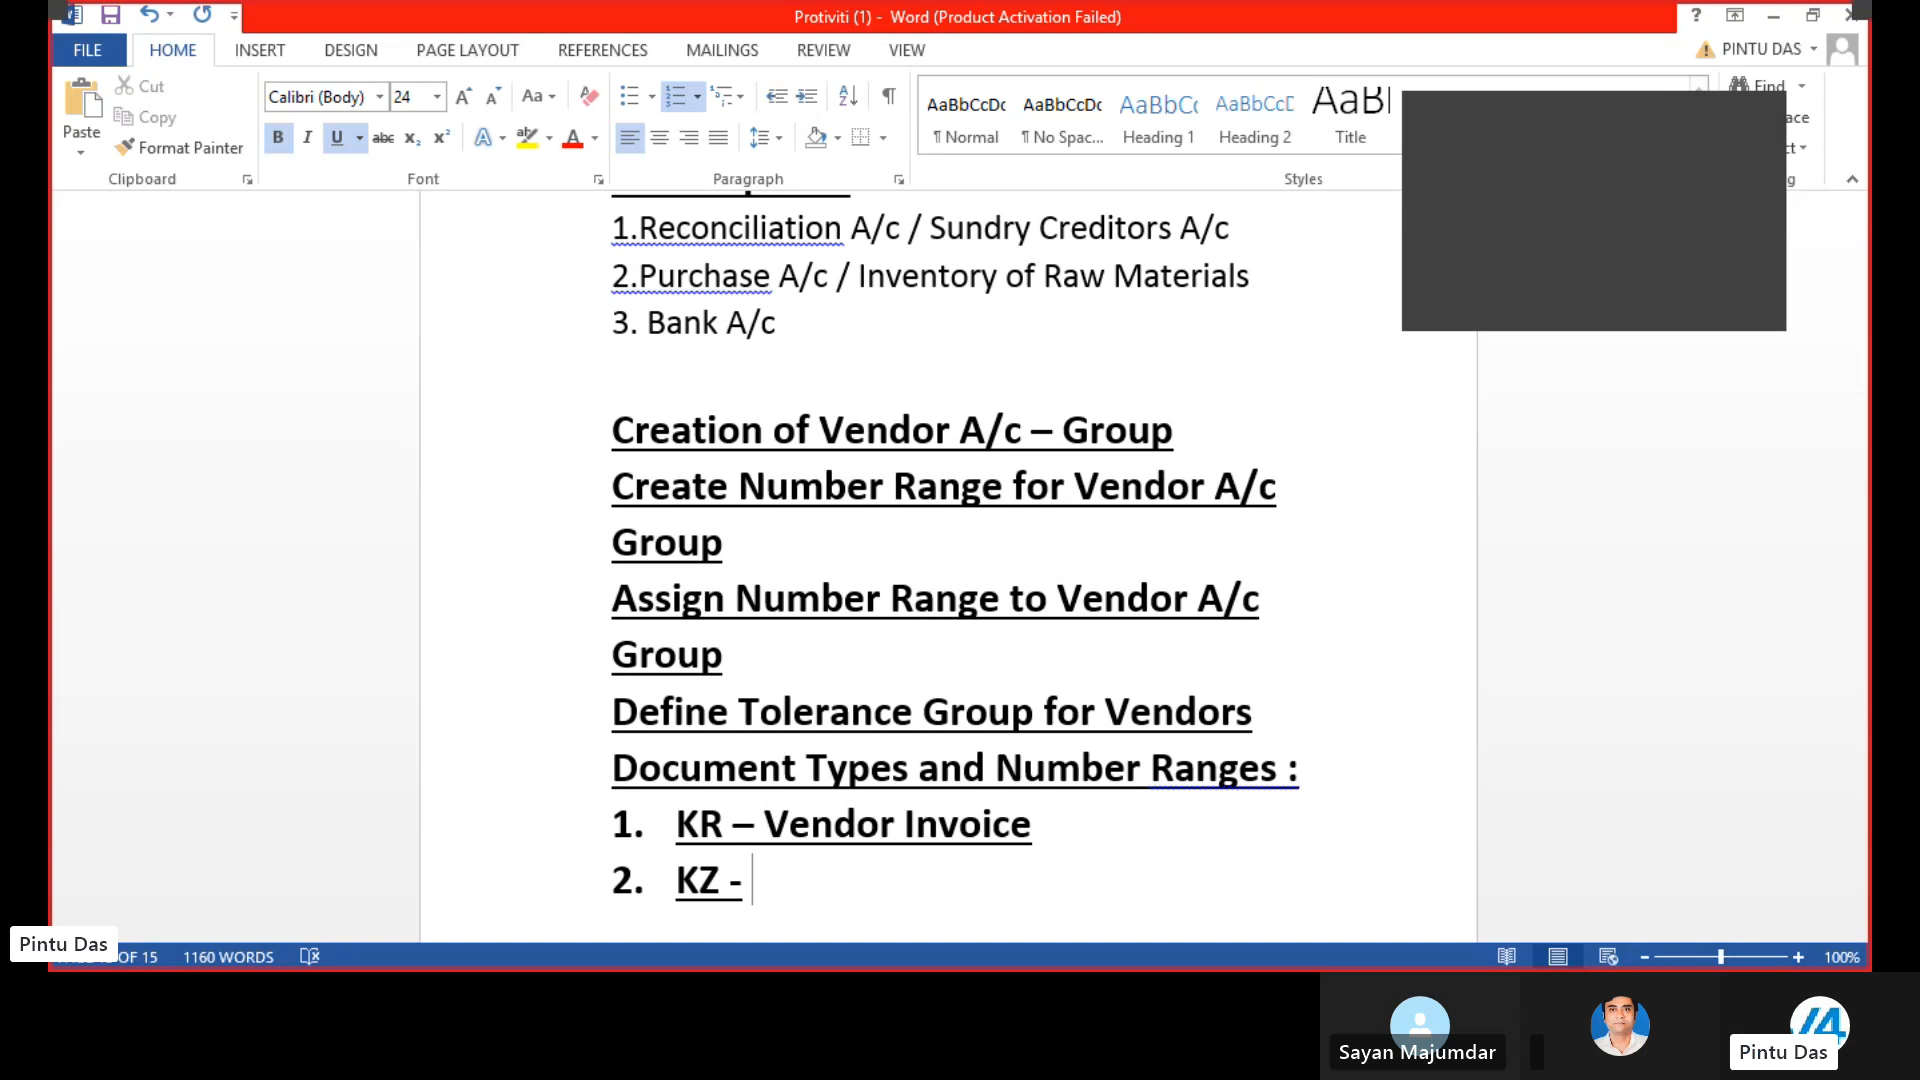 Protiviti (1) - Word (Product Activation Failed)
FILE HOME INSERT DESIGN PAGE LAYOUT REFERENCES MAILINGS REVIEW VIEW PINTU DAS
Paste
Cut
Copy
Format Painter
Clipboard
Calibri (Body) 24
Font
Paragraph
AaBbCcDc AaBbCcDc AaBbCc AaBbCcD AaBl
¶ Normal ¶ No Spac... Heading 1 Heading 2 Title
Styles
Find
1.Reconciliation A/c / Sundry Creditors A/c
2.Purchase A/c / Inventory of Raw Materials
3. Bank A/c
Creation of Vendor A/c – Group
Create Number Range for Vendor A/c
Group
Assign Number Range to Vendor A/c
Group
Define Tolerance Group for Vendors
Document Types and Number Ranges :
1. KR – Vendor Invoice
2. KZ -
Pintu Das
OF 15 1160 WORDS 100%
Sayan Majumdar
Pintu Das